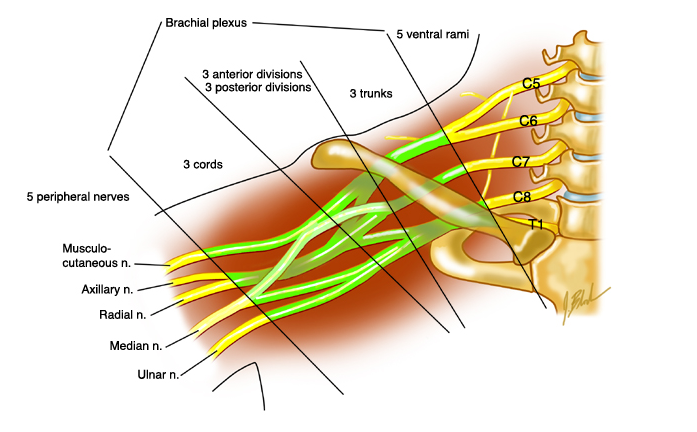 Brachial plexus
5 ventral rami
3 anterior divisions
3 posterior divisions
3 trunks
C5
C6
3 cords
C7
5 peripheral nerves
C8
T1
Musculo-
cutaneous n.
Axillary n.
Radial n.
Median n.
Ulnar n.